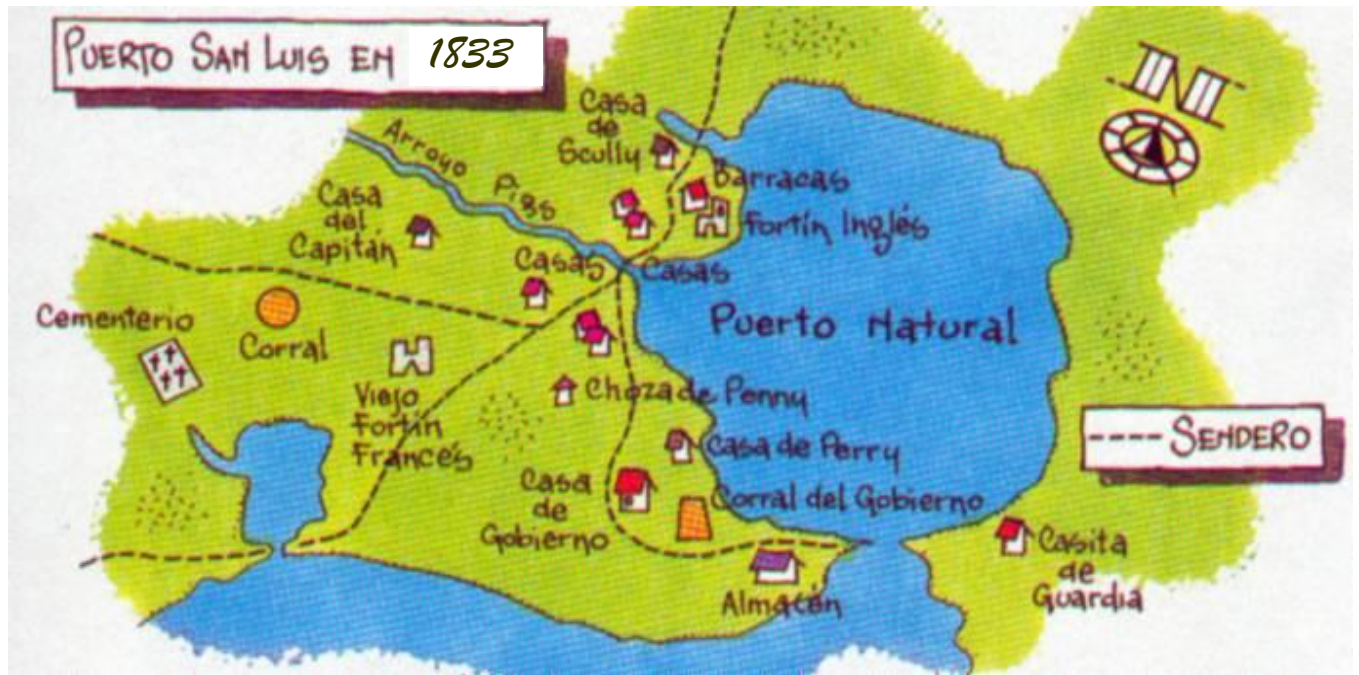 PUERTO SAN LUIS EN 1833
N
Casa
de
Scully
Arroyo Pigs
Barracas
Fortín Inglés
Casa
del
Capitán
Casas
Casas
Puerto Natural
Cementerio
Corral
Viejo
Fortín
Francés
Choza de Penny
Casa de Perry
SENDERO
Casa
de
Gobierno
Corral del Gobierno
Casita
de
Guardia
Almacén